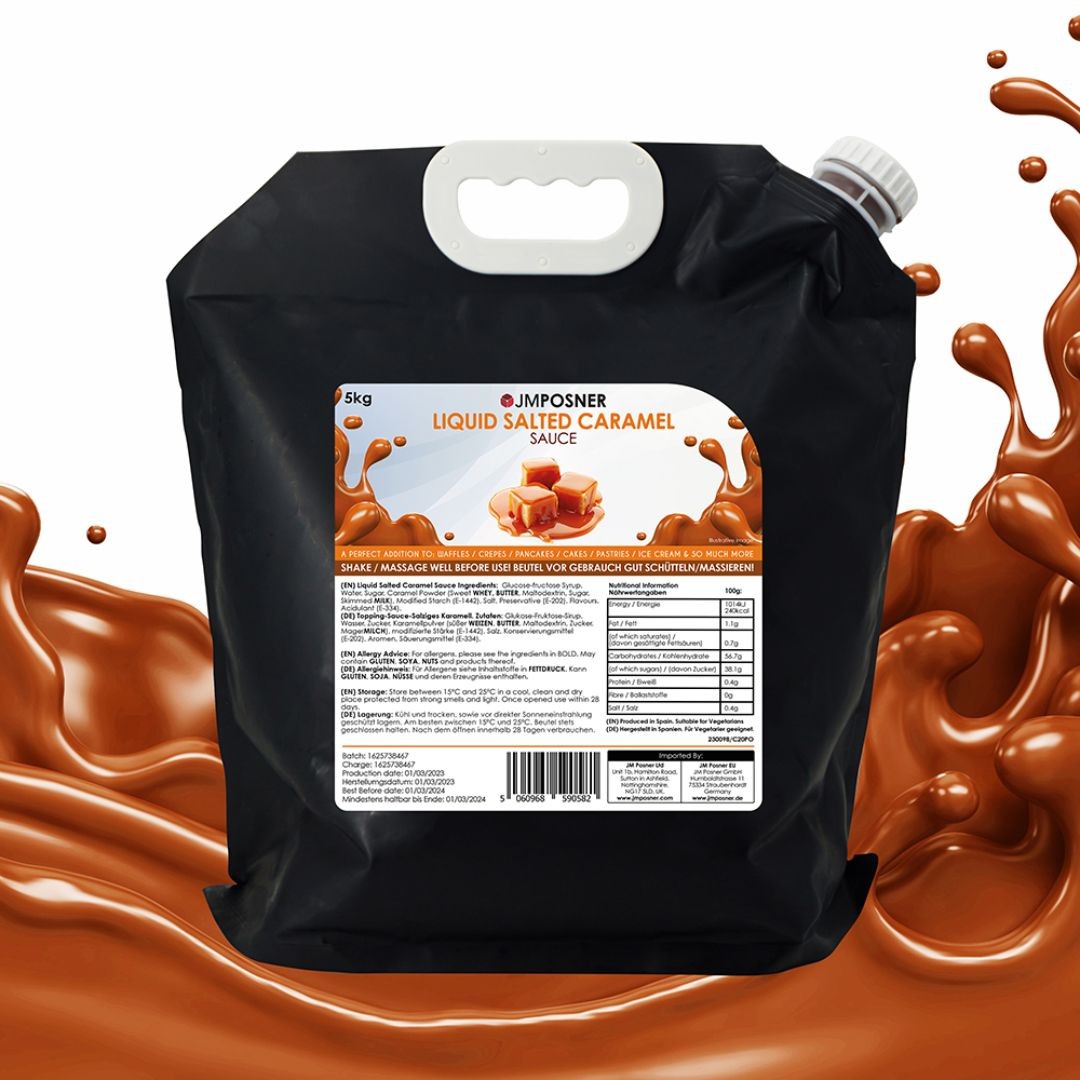 5kg
JMPOSNER
LIQUID SALTED CARAMEL
SAUCE
Illustrative image
A PERFECT ADDITION TO: WAFFLES / CREPES / PANCAKES / CAKES / PASTRIES / ICE CREAM & SO MUCH MORE
SHAKE / MASSAGE WELL BEFORE USE! BEUTEL VOR GEBRAUCH GUT SCHÜTTELN/MASSIEREN!
(EN) Liquid Salted Caramel Sauce Ingredients: Glucose-fructose Syrup,
Water, Sugar, Caramel Powder (Sweet WHEY, BUTTER, Maltodextrin, Sugar,
Skimmed MILK), Modified Starch (E-1442), Salt, Preservative (E-202), Flavours,
Acidulant (E-334).
(DE) Topping-Sauce-Salziges Karamell. Zutaten: Glukose-Fruktose-Sirup,
Wasser, Zucker, Karamellpulver (süßer WEIZEN, BUTTER, Maltodextrin, Zucker,
MagerMILCH), modifizierte Stärke (E-1442), Salz, Konservierungsmittel
(E-202), Aromen, Säuerungsmittel (E-334).
(EN) Allergy Advice: For allergens, please see the ingredients in BOLD. May
contain GLUTEN, SOYA, NUTS and products thereof.
(DE) Allergiehinweis: Für Allergene siehe Inhaltsstoffe in FETTDRUCK. Kann
GLUTEN, SOJA, NÜSSE und deren Erzeugnisse enthalten.
(EN) Storage: Store between 15ºC and 25ºC in a cool, clean and dry
place protected from strong smells and light. Once opened use within 28
days.
(DE) Lagerung: Kühl und trocken, sowie vor direkter Sonneneinstrahlung
geschützt lagern. Am besten zwischen 15ºC und 25ºC. Beutel stets
geschlossen halten. Nach dem öffnen innerhalb 28 Tagen verbrauchen.
Nutritional Information
Nährwertangaben 100g:
Energy / Energie 1014kJ
240kcal
Fat / Fett 1.1g
(of which saturates) /
(davon gesättigte Fettsäuren) 0.7g
Carbohydrates / Kohlenhydrate 56.7g
(of which sugars) / (davon Zucker) 38.1g
Protein / Eiweiß 0.4g
Fibre / Ballaststoffe 0g
Salt / Salz 0.4g
(EN) Produced in Spain. Suitable for Vegetarians
(DE) Hergestellt in Spanien. Für Vegetarier geeignet.
230098/C20PO
Batch: 1625738467
Charge: 1625738467
Production date: 01/03/2023
Herstellungsdatum: 01/03/2023
Best Before date: 01/03/2024
Mindestens haltbar bis Ende: 01/03/2024
5 060968 590582
Imported By:
JM Posner Ltd
Unit 1b, Hamilton Road,
Sutton in Ashfield,
Nottinghamshire,
NG17 5LD, UK.
www.jmposner.com
JM Posner EU
JM Posner GmbH
Humboldtstrasse 11
75334 Straubenhardt
Germany
www.jmposner.de